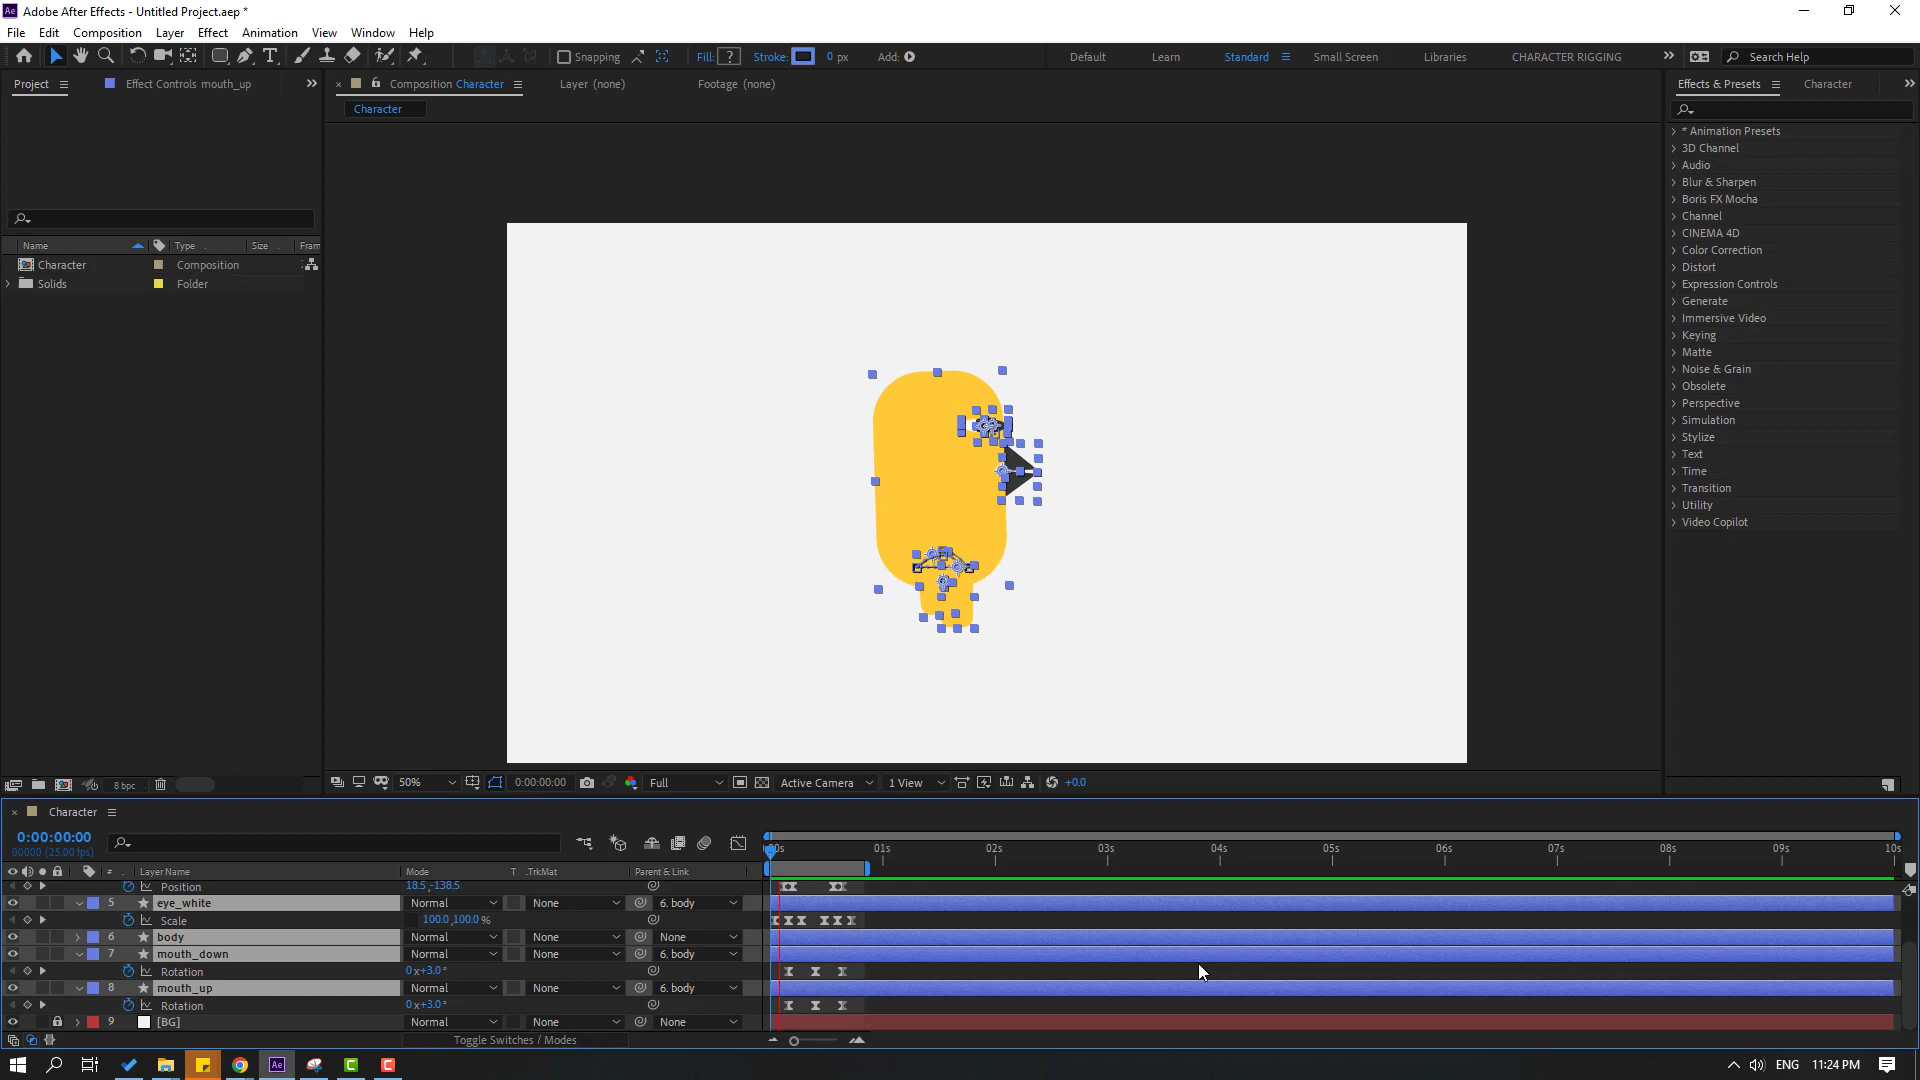 Adobe After Effects - Untitled Project.aep *
File Edit Composition Layer Effect Animation View Window Help
Snapping Fill: ? Stroke: 0 px Add: Default Learn Standard Small Screen Libraries CHARACTER RIGGING Search Help
Project Effect Controls mouth_up Composition Character Layer (none) Footage (none) Effects & Presets Character
Character
* Animation Presets
3D Channel
Audio
Blur & Sharpen
Boris FX Mocha
Channel
CINEMA 4D
Color Correction
Distort
Expression Controls
Generate
Immersive Video
Keying
Matte
Noise & Grain
Obsolete
Perspective
Simulation
Stylize
Text
Time
Transition
Utility
Video Copilot
Name Type Size Fram
Character Composition
Solids Folder
8 bpc 50% 0:00:00:00 Full Active Camera 1 View +0.0
Character
0:00:00:00
00000 (25.00 fps)
01s 02s 03s 04s 05s 06s 07s 08s 09s 10s
# Layer Name Mode T .TrkMat Parent & Link
Position 18.5,-138.5
5 eye_white Normal None 6. body
Scale 100.0,100.0 %
6 body Normal None None
7 mouth_down Normal None 6. body
Rotation 0x+3.0°
8 mouth_up Normal None 6. body
Rotation 0x+3.0°
9 [BG] Normal None None
Toggle Switches / Modes
Ae ENG 11:24 PM